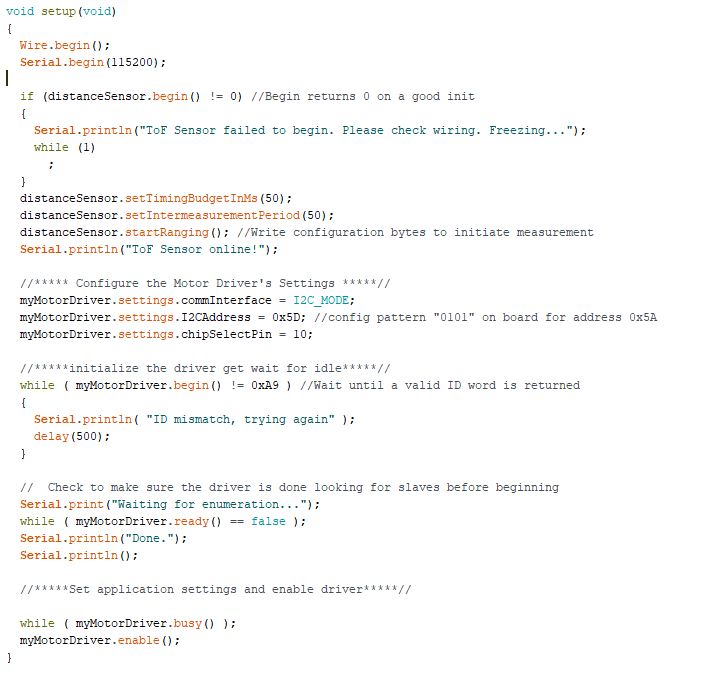 void setup(void)
{
  Wire.begin();
  Serial.begin(115200);

  if (distanceSensor.begin() != 0) //Begin returns 0 on a good init
  {
    Serial.println("ToF Sensor failed to begin. Please check wiring. Freezing...");
    while (1)
      ;
  }
  distanceSensor.setTimingBudgetInMs(50);
  distanceSensor.setIntermeasurementPeriod(50);
  distanceSensor.startRanging(); //Write configuration bytes to initiate measurement
  Serial.println("ToF Sensor online!");

  //***** Configure the Motor Driver's Settings *****//
  myMotorDriver.settings.commInterface = I2C_MODE;
  myMotorDriver.settings.I2CAddress = 0x5D; //config pattern "0101" on board for address 0x5A
  myMotorDriver.settings.chipSelectPin = 10;

  //*****initialize the driver get wait for idle*****//
  while ( myMotorDriver.begin() != 0xA9 ) //Wait until a valid ID word is returned
  {
    Serial.println( "ID mismatch, trying again" );
    delay(500);
  }

  //  Check to make sure the driver is done looking for slaves before beginning
  Serial.print("Waiting for enumeration...");
  while ( myMotorDriver.ready() == false );
  Serial.println("Done.");
  Serial.println();

  //*****Set application settings and enable driver*****//

  while ( myMotorDriver.busy() );
  myMotorDriver.enable();
}